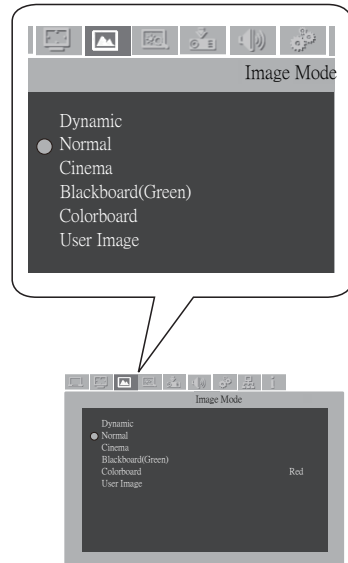 Image Mode
Dynamic
Normal
Cinema
Blackboard(Green)
Colorboard
User Image
Image Mode
Dynamic
Normal
Cinema
Blackboard(Green)
Colorboard Red
User Image